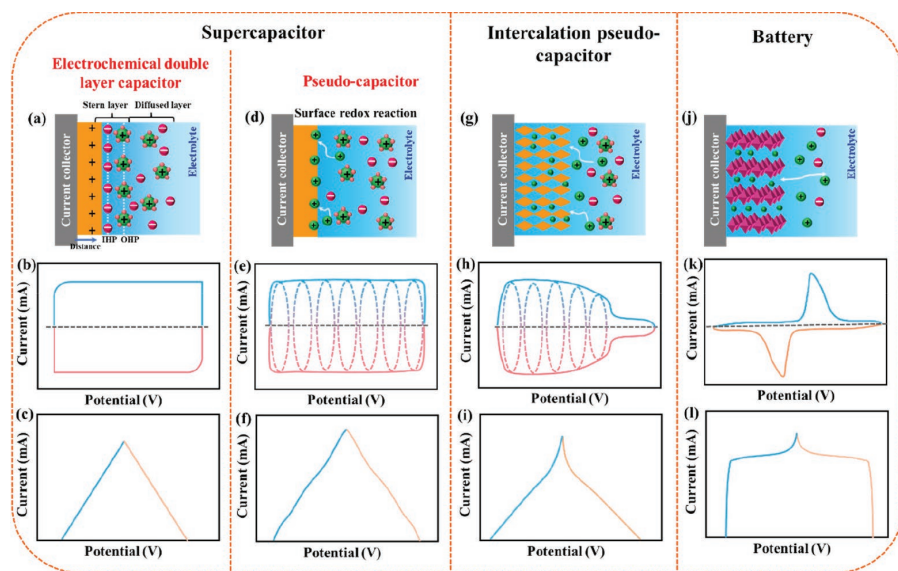 Supercapacitor
Intercalation pseudo-
capacitor
Battery
Electrochemical double
layer capacitor
Pseudo-capacitor
(a)
Stern layer
Diffused layer
Current collector
Electrolyte
Distance
IHP
OHP
(d)
Surface redox reaction
Current collector
Electrolyte
(g)
Current collector
Electrolyte
(j)
Current collector
Electrolyte
(b)
Current (mA)
Potential (V)
(e)
Current (mA)
Potential (V)
(h)
Current (mA)
Potential (V)
(k)
Current (mA)
Potential (V)
(c)
Current (mA)
Potential (V)
(f)
Current (mA)
Potential (V)
(i)
Current (mA)
Potential (V)
(l)
Current (mA)
Potential (V)